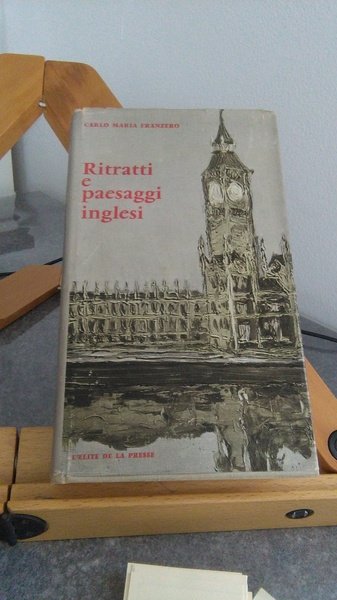 CARLO MARIA FRANZERO
Ritratti
e
paesaggi
inglesi
L'ELITE DE LA PRESSE